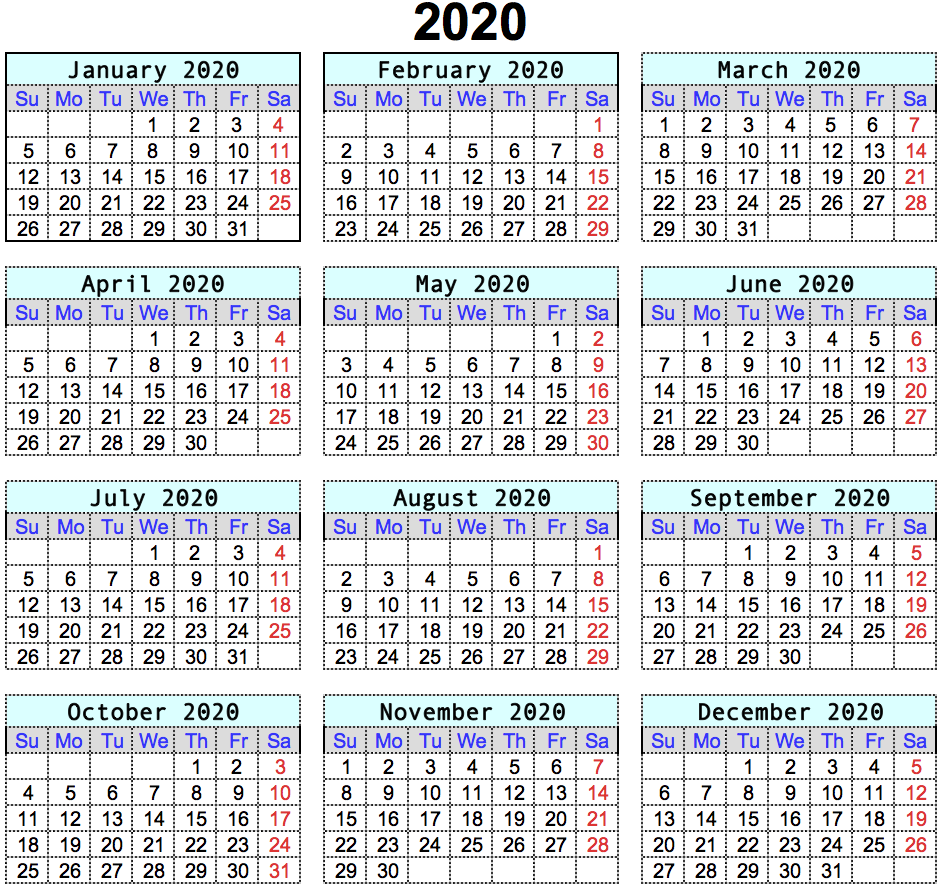 2020
January 2020
Su Mo Tu We Th Fr Sa
1 2 3 4
5 6 7 8 9 10 11
12 13 14 15 16 17 18
19 20 21 22 23 24 25
26 27 28 29 30 31
February 2020
Su Mo Tu We Th Fr Sa
1
2 3 4 5 6 7 8
9 10 11 12 13 14 15
16 17 18 19 20 21 22
23 24 25 26 27 28 29
March 2020
Su Mo Tu We Th Fr Sa
1 2 3 4 5 6 7
8 9 10 11 12 13 14
15 16 17 18 19 20 21
22 23 24 25 26 27 28
29 30 31
April 2020
Su Mo Tu We Th Fr Sa
1 2 3 4
5 6 7 8 9 10 11
12 13 14 15 16 17 18
19 20 21 22 23 24 25
26 27 28 29 30
May 2020
Su Mo Tu We Th Fr Sa
1 2
3 4 5 6 7 8 9
10 11 12 13 14 15 16
17 18 19 20 21 22 23
24 25 26 27 28 29 30
June 2020
Su Mo Tu We Th Fr Sa
1 2 3 4 5 6
7 8 9 10 11 12 13
14 15 16 17 18 19 20
21 22 23 24 25 26 27
28 29 30
July 2020
Su Mo Tu We Th Fr Sa
1 2 3 4
5 6 7 8 9 10 11
12 13 14 15 16 17 18
19 20 21 22 23 24 25
26 27 28 29 30 31
August 2020
Su Mo Tu We Th Fr Sa
1
2 3 4 5 6 7 8
9 10 11 12 13 14 15
16 17 18 19 20 21 22
23 24 25 26 27 28 29
September 2020
Su Mo Tu We Th Fr Sa
1 2 3 4 5
6 7 8 9 10 11 12
13 14 15 16 17 18 19
20 21 22 23 24 25 26
27 28 29 30
October 2020
Su Mo Tu We Th Fr Sa
1 2 3
4 5 6 7 8 9 10
11 12 13 14 15 16 17
18 19 20 21 22 23 24
25 26 27 28 29 30 31
November 2020
Su Mo Tu We Th Fr Sa
1 2 3 4 5 6 7
8 9 10 11 12 13 14
15 16 17 18 19 20 21
22 23 24 25 26 27 28
29 30
December 2020
Su Mo Tu We Th Fr Sa
1 2 3 4 5
6 7 8 9 10 11 12
13 14 15 16 17 18 19
20 21 22 23 24 25 26
27 28 29 30 31